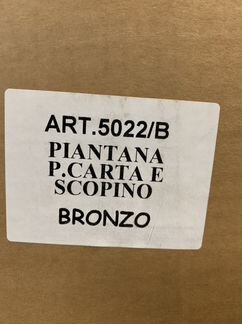 ART.5022/B
PIANTANA
P.CARTA E
SCOPINO
BRONZO